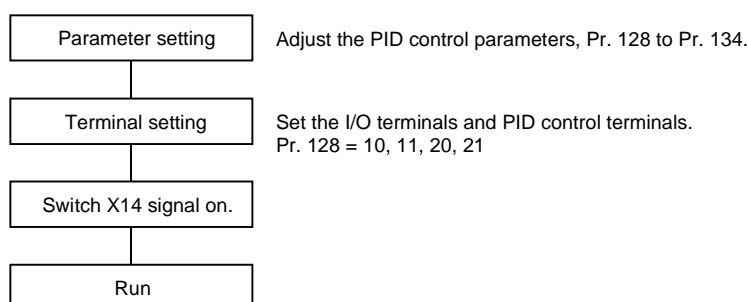 Parameter setting
Adjust the PID control parameters, Pr. 128 to Pr. 134.
Terminal setting
Set the I/O terminals and PID control terminals.
Pr. 128 = 10, 11, 20, 21
Switch X14 signal on.
Run